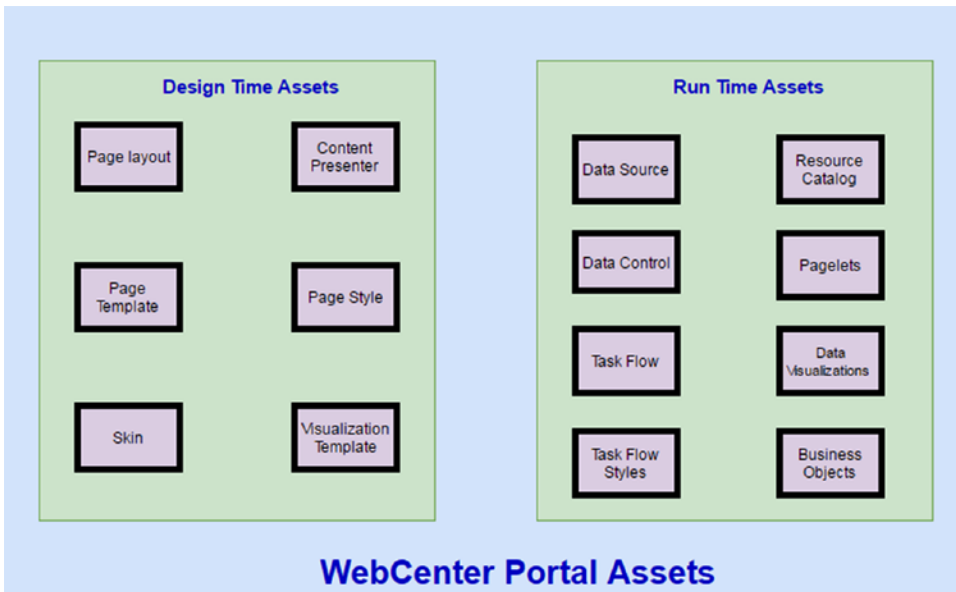 Design Time Assets
Page layout
Content
Presenter
Page
Template
Page Style
Skin
Visualization
Template
Run Time Assets
Data Source
Resource
Catalog
Data Control
Pagelets
Task Flow
Data
Visualizations
Task Flow
Styles
Business
Objects
WebCenter Portal Assets